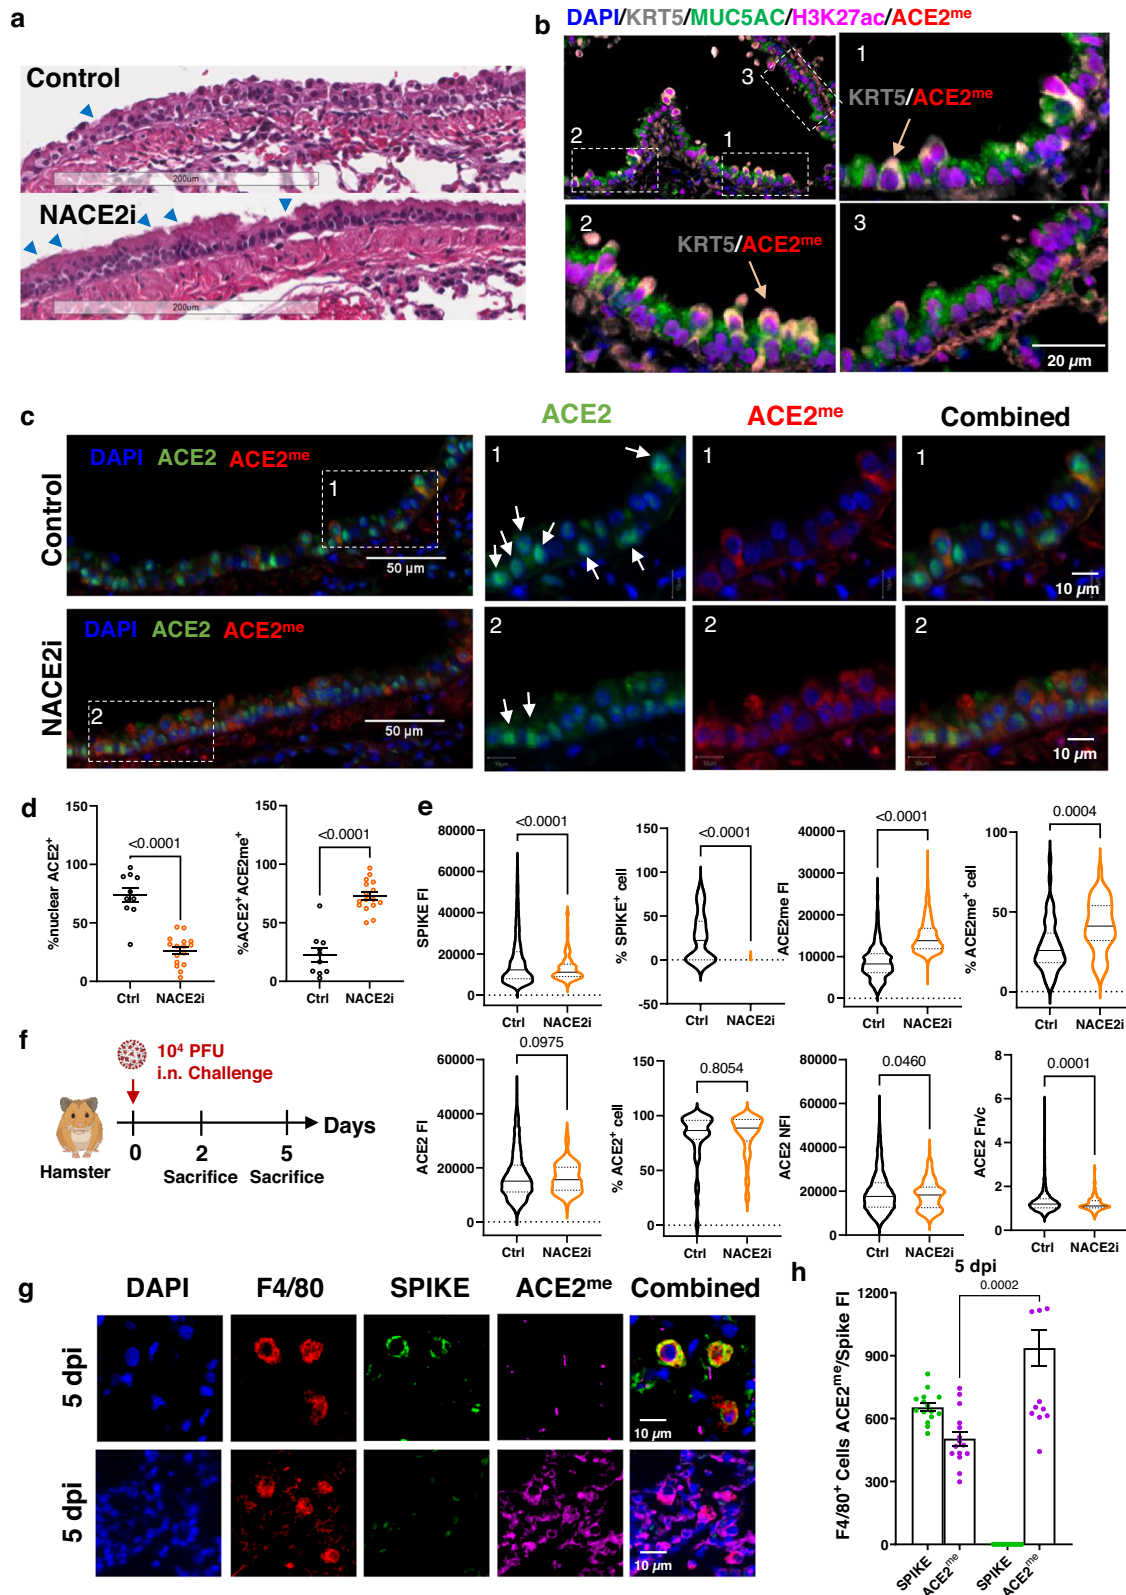 a
Control
200um
NACE2i
200um
b
DAPI/KRT5/MUC5AC/H3K27ac/ACE2me
3
2
1
1
KRT5/ACE2me
2
KRT5/ACE2me
3
20 µm
c
ACE2
ACE2me
Combined
Control
DAPI ACE2 ACE2me
1
50 µm
1
1
1
10 µm
NACE2i
DAPI ACE2 ACE2me
2
50 µm
2
2
2
10 µm
d
%nuclear ACE2+
150
100
50
0
<0.0001
Ctrl
NACE2i
%ACE2+ACE2me+
150
100
50
0
<0.0001
Ctrl
NACE2i
e
SPIKE FI
80000
60000
40000
20000
0
<0.0001
Ctrl
NACE2i
% SPIKE+ cell
150
100
50
0
-50
<0.0001
Ctrl
NACE2i
ACE2me FI
40000
30000
20000
10000
0
<0.0001
Ctrl
NACE2i
% ACE2me+ cell
100
50
0
0.0004
Ctrl
NACE2i
f
10⁴ PFU
i.n. Challenge
Days
0
2
5
Hamster
Sacrifice
Sacrifice
ACE2 FI
60000
40000
20000
0
0.0975
Ctrl
NACE2i
% ACE2+ cell
150
100
50
0
0.8054
Ctrl
NACE2i
ACE2 NFI
80000
60000
40000
20000
0
0.0460
Ctrl
NACE2i
ACE2 Fn/c
8
6
4
2
0
0.0001
Ctrl
NACE2i
g
DAPI
F4/80
SPIKE
ACE2me
Combined
5 dpi
10 µm
5 dpi
10 µm
h
5 dpi
0.0002
F4/80+ Cells ACE2me/Spike FI
1200
900
600
300
0
SPIKE
ACE2me
SPIKE
ACE2me